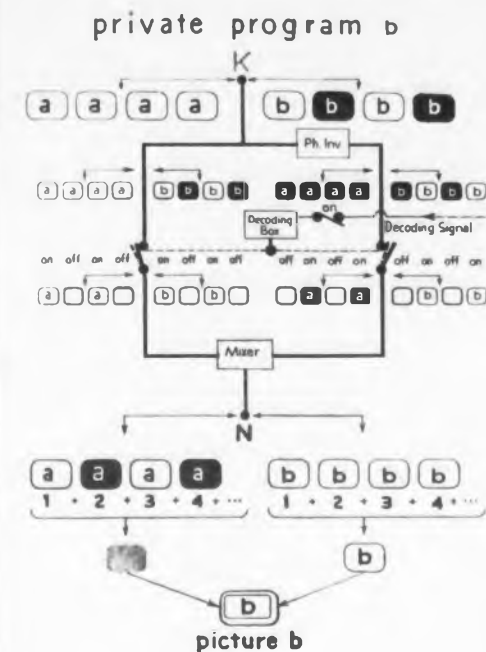 private program b
K
a a a a b b b b
Ph. Inv
a a a a b b b b a a a a b b b b
on
Decoding Box
Decoding Signal
on off on off on off on off off on off on off on off on
a a b b a a b b
Mixer
N
a a a a b b b b
1 + 2 + 3 + 4 + ··· 1 + 2 + 3 + 4 + ···
b
b
picture b